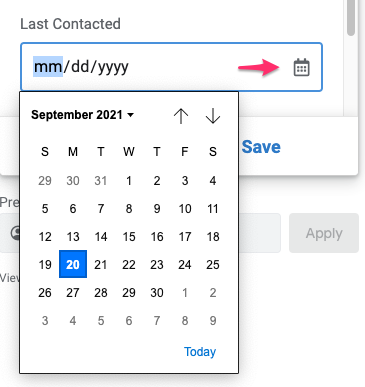 Last Contacted
mm/dd/yyyy
September 2021
S M T W T F S
29 30 31 1 2 3 4
5 6 7 8 9 10 11
12 13 14 15 16 17 18
19 20 21 22 23 24 25
26 27 28 29 30 1 2
3 4 5 6 7 8 9
Today
Save
Pre
Apply
View